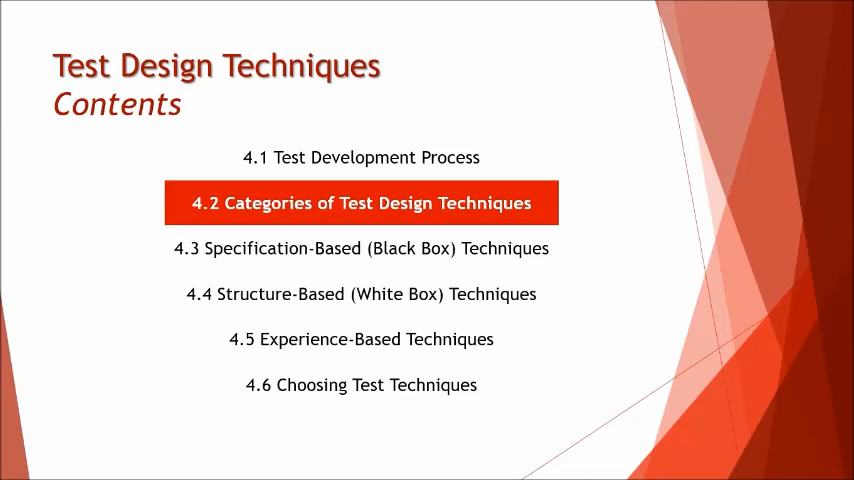 Test Design Techniques
Contents
4.1 Test Development Process
4.2 Categories of Test Design Techniques
4.3 Specification-Based (Black Box) Techniques
4.4 Structure-Based (White Box) Techniques
4.5 Experience-Based Techniques
4.6 Choosing Test Techniques